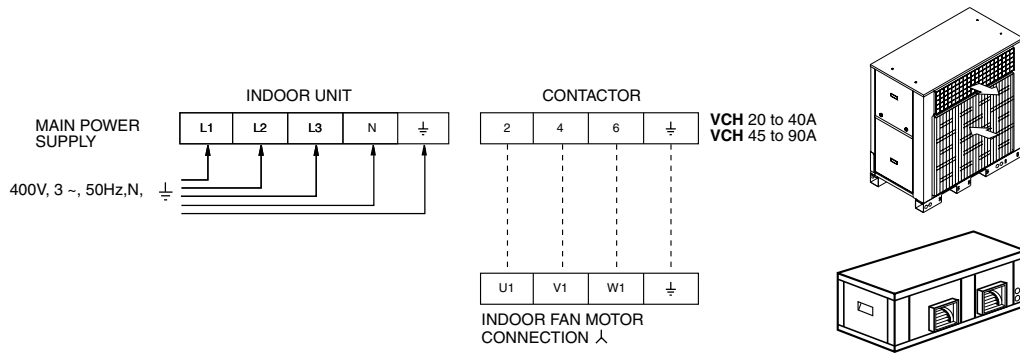 INDOOR UNIT
CONTACTOR
MAIN POWER
SUPPLY
L1 L2 L3 N ⏚
2 4 6 ⏚
VCH 20 to 40A
VCH 45 to 90A
400V, 3 ~, 50Hz,N, ⏚
U1 V1 W1 ⏚
INDOOR FAN MOTOR
CONNECTION ⅄